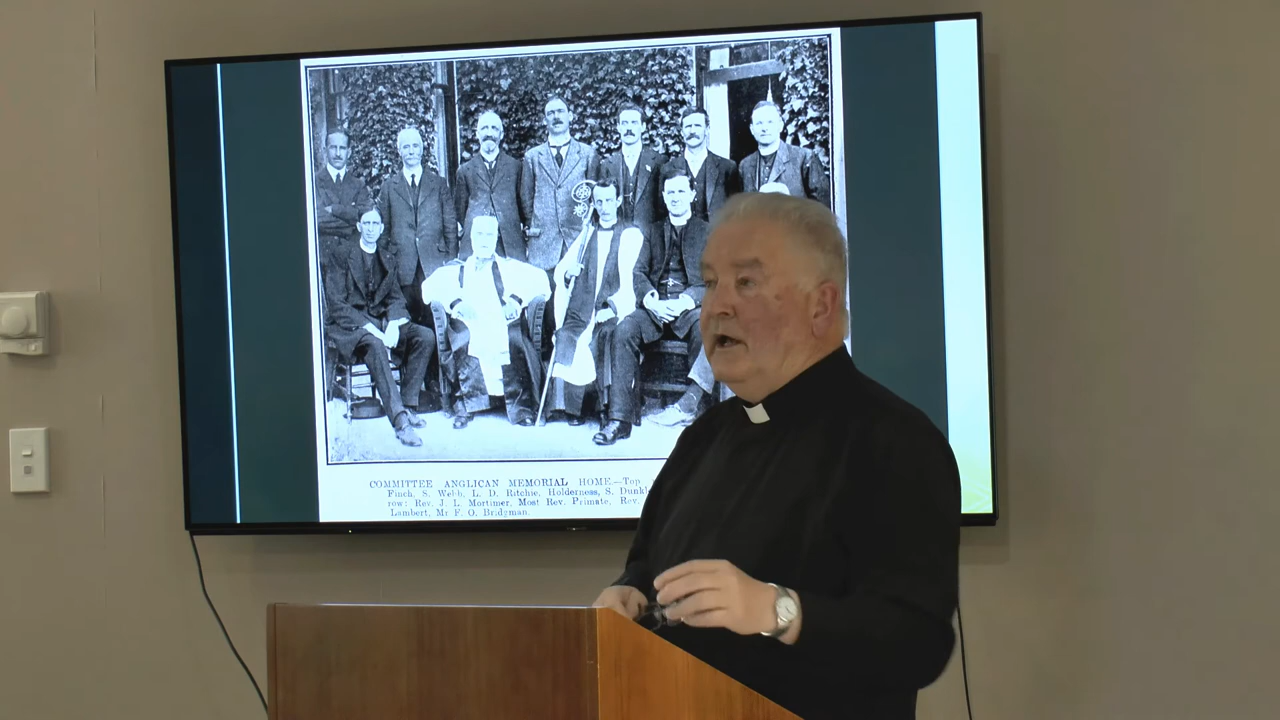 COMMITTEE ANGLICAN MEMORIAL HOME.—Top
Finch, S. Webb, L. D. Ritchie, Holderness, S. Dunkl
row: Rev. J. L. Mortimer, Most Rev. Primate, Rev.
Lambert, Mr F. O. Bridgman.